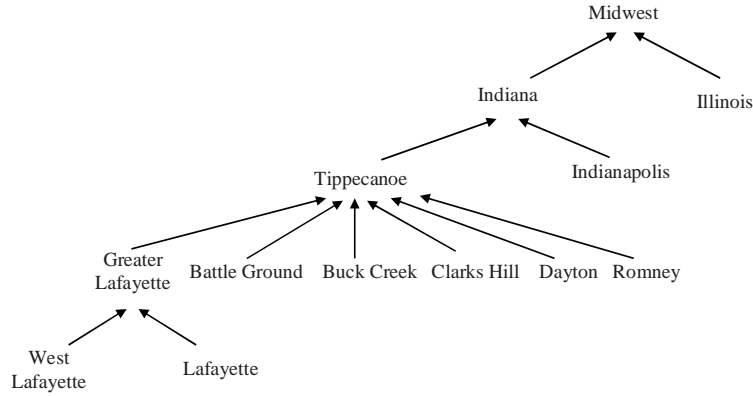 Midwest
Indiana
Illinois
Indianapolis
Tippecanoe
Greater
Lafayette
Battle Ground
Buck Creek
Clarks Hill
Dayton
Romney
West
Lafayette
Lafayette